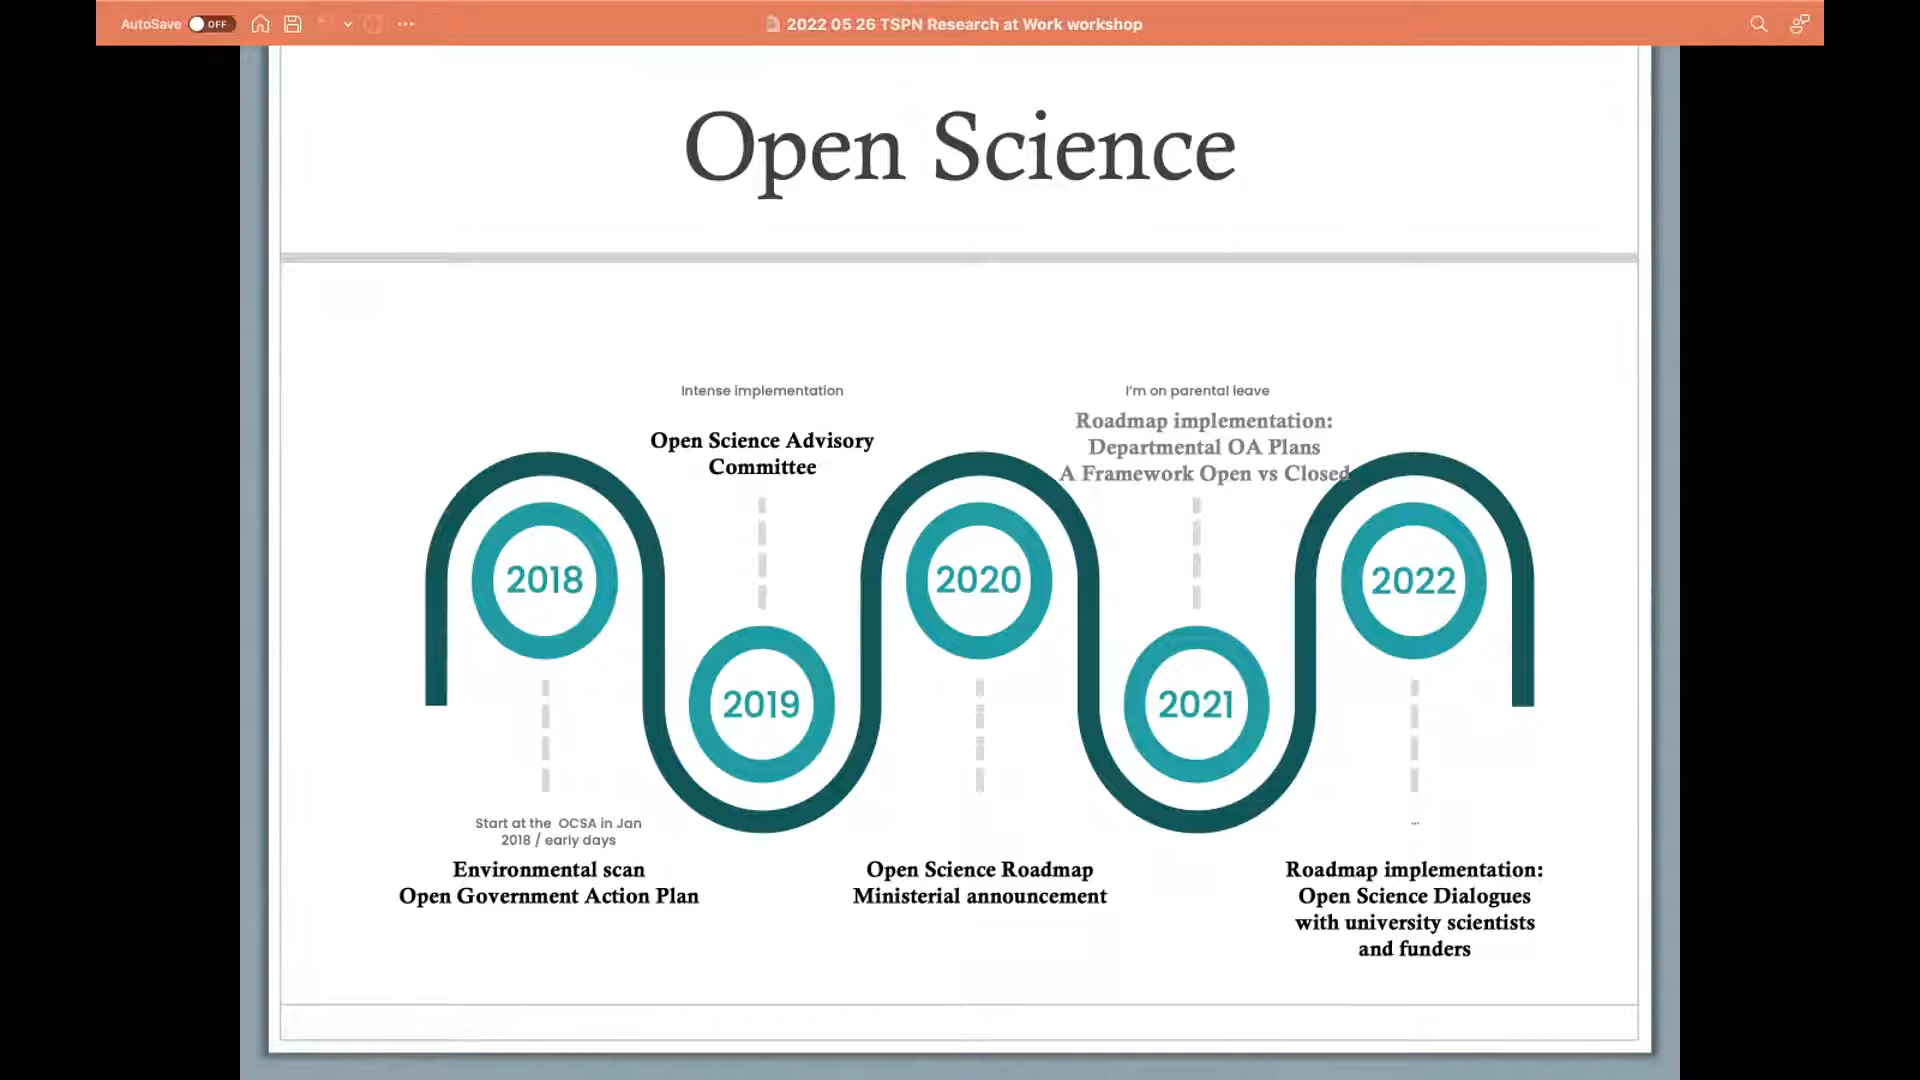 AutoSave OFF
2022 05 26 TSPN Research at Work workshop
Open Science
Intense implementation
Open Science Advisory
Committee
I'm on parental leave
Roadmap implementation:
Departmental OA Plans
A Framework Open vs Closed
2018
2020
2022
2019
2021
Start at the OCSA in Jan
2018 / early days
Environmental scan
Open Government Action Plan
Open Science Roadmap
Ministerial announcement
...
Roadmap implementation:
Open Science Dialogues
with university scientists
and funders